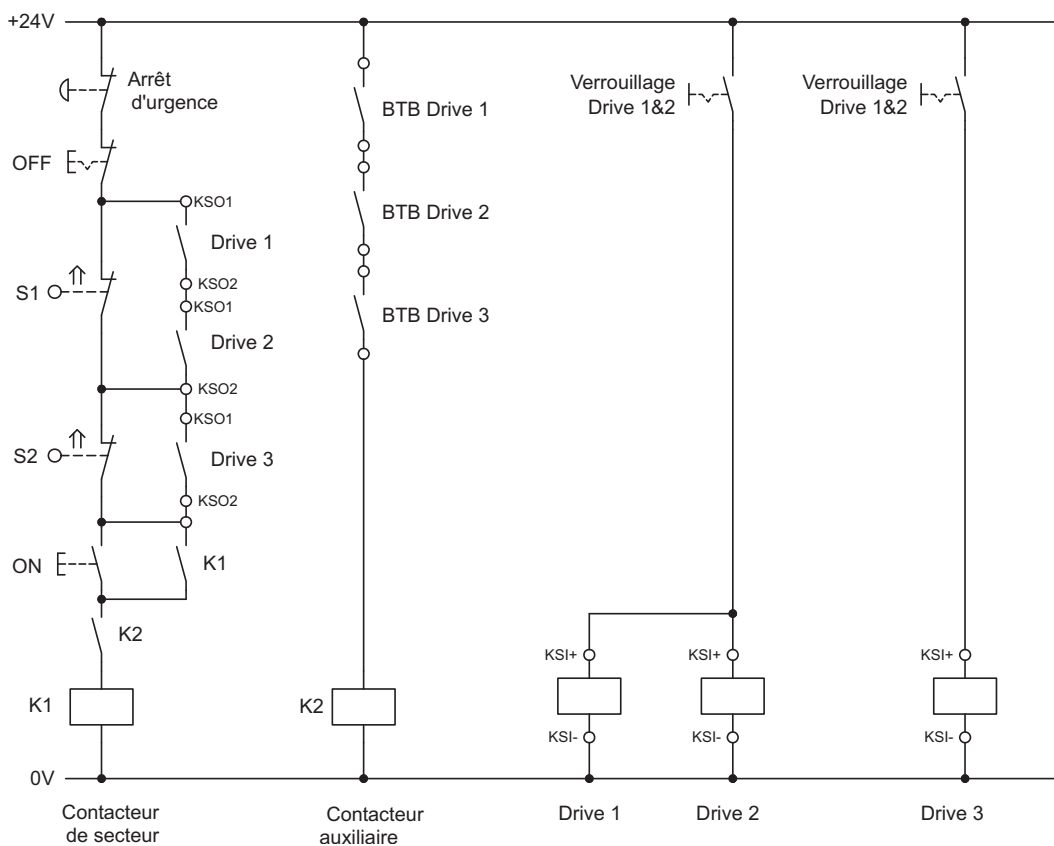 +24V
Arrêt
d'urgence
OFF
KSO1
Drive 1
KSO2
KSO1
S1
Drive 2
KSO2
KSO1
S2
Drive 3
KSO2
ON
K1
K2
K1
0V
Contacteur
de secteur
BTB Drive 1
BTB Drive 2
BTB Drive 3
K2
Contacteur
auxiliaire
Verrouillage
Drive 1&2
KSI+
KSI-
Drive 1
KSI+
KSI-
Drive 2
Verrouillage
Drive 1&2
KSI+
KSI-
Drive 3